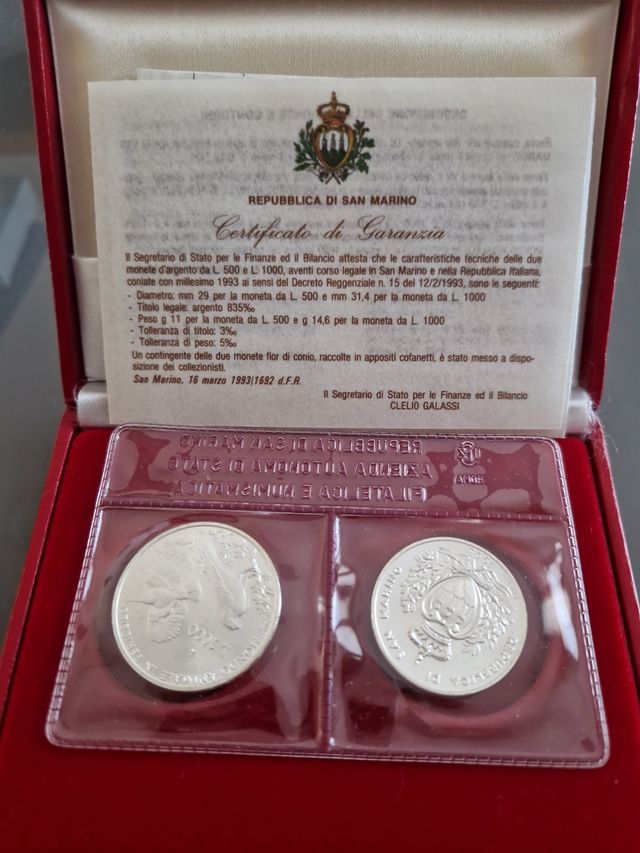 REPUBBLICA DI SAN MARINO
Certificato di Garanzia
Il Segretario di Stato per le Finanze ed il Bilancio attesta che le caratteristiche tecniche delle due
monete d'argento da L. 500 e L. 1000, aventi corso legale in San Marino e nella Repubblica Italiana,
coniate con millesimo 1993 ai sensi del Decreto Reggenziale n. 15 del 12/2/1993, sono le seguenti:
- Diametro: mm 29 per la moneta da L. 500 e mm 31,4 per la moneta da L. 1000
- Titolo legale: argento 835‰
- Peso g 11 per la moneta da L. 500 e g 14,6 per la moneta da L. 1000
- Tolleranza di titolo: 3‰
- Tolleranza di peso: 5‰
Un contingente delle due monete fior di conio, raccolte in appositi cofanetti, è stato messo a dispo-
sizione dei collezionisti.
San Marino, 16 marzo 1993/1692 d.F.R.
Il Segretario di Stato per le Finanze ed il Bilancio
CLELIO GALASSI
REPUBBLICA DI SAN MARINO
AZIENDA AUTONOMA DI STATO
FILATELICA E NUMISMATICA
ROMA
L. 1000
R
REPUBBLICA DI SAN MARINO